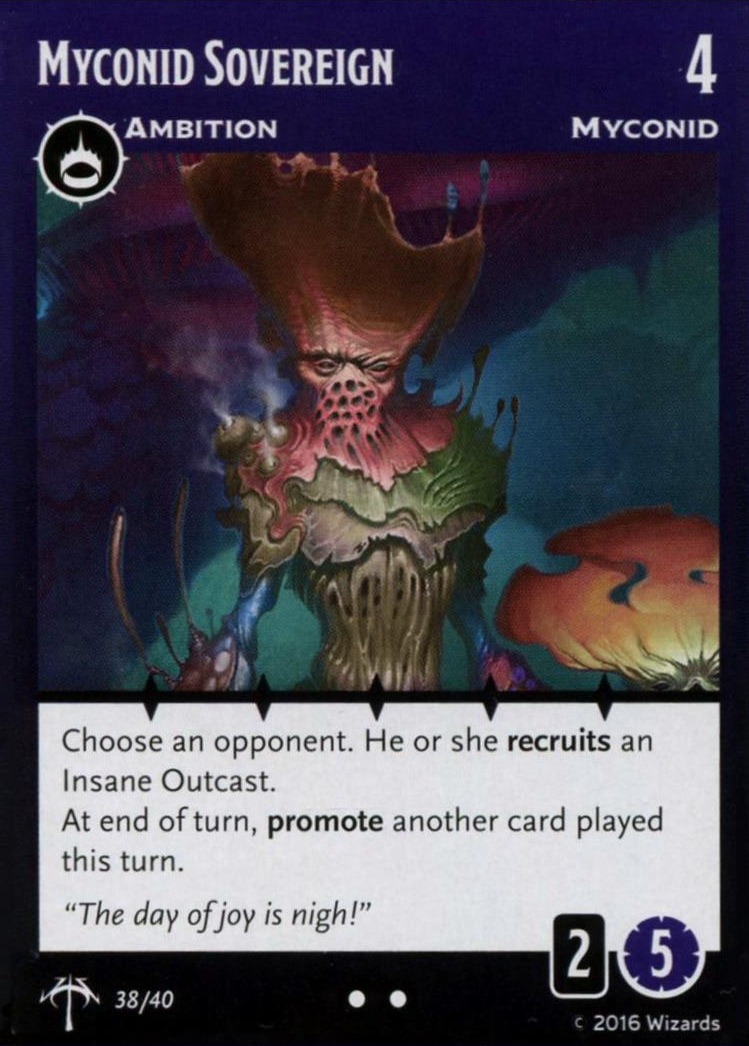 MYCONID SOVEREIGN 4
AMBITION MYCONID
Choose an opponent. He or she recruits an
Insane Outcast.
At end of turn, promote another card played
this turn.
“The day of joy is nigh!”
2 5
38/40
© 2016 Wizards